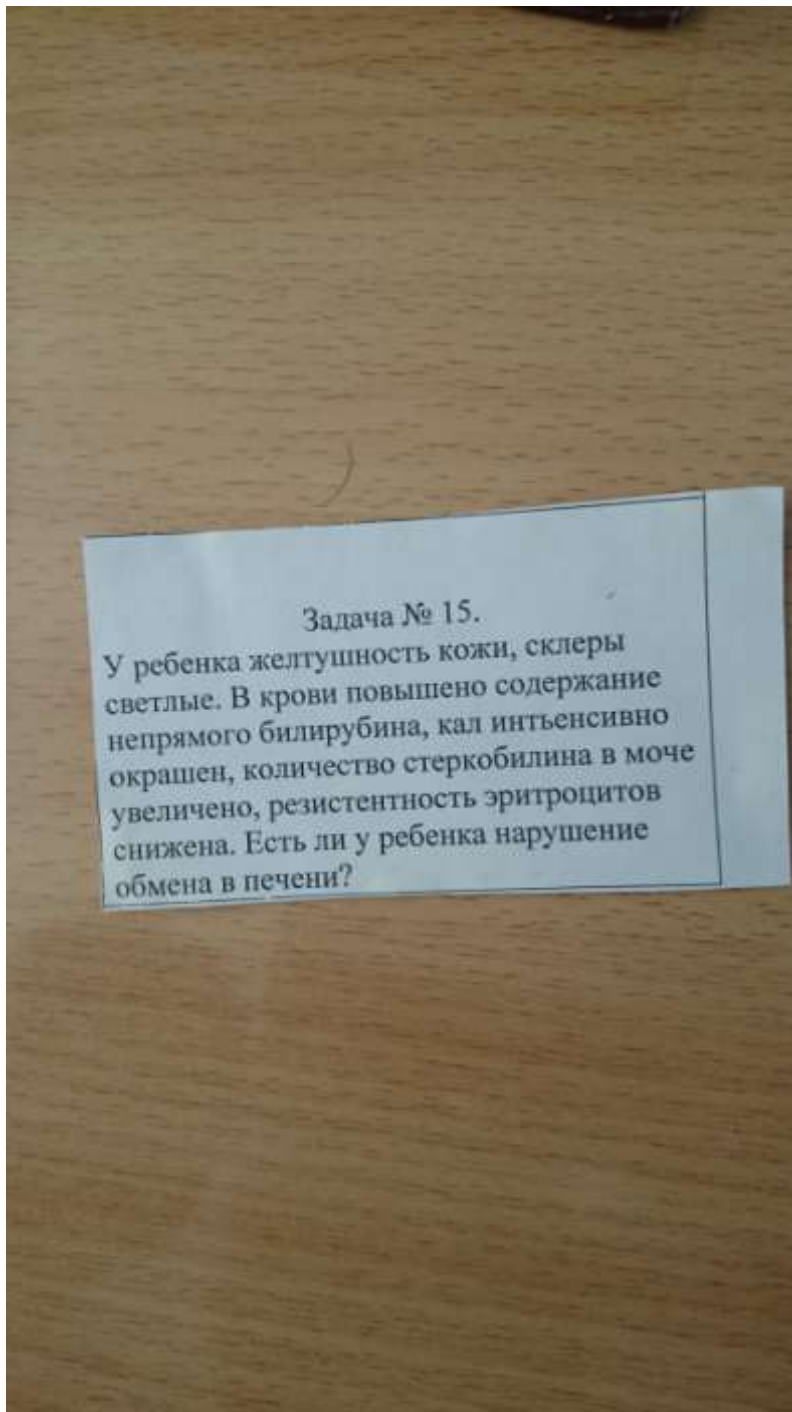 Задача № 15.
У ребенка желтушность кожи, склеры
светлые. В крови повышено содержание
непрямого билирубина, кал интьенсивно
окрашен, количество стеркобилина в моче
увеличено, резистентность эритроцитов
снижена. Есть ли у ребенка нарушение
обмена в печени?